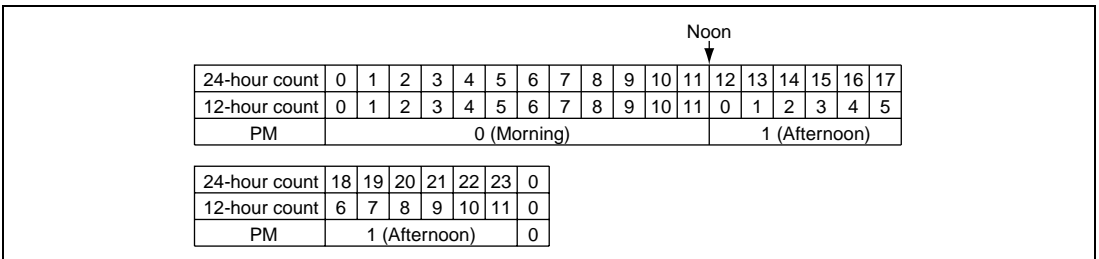 Noon
24-hour count 0 1 2 3 4 5 6 7 8 9 10 11 12 13 14 15 16 17
12-hour count 0 1 2 3 4 5 6 7 8 9 10 11 0 1 2 3 4 5
PM 0 (Morning) 1 (Afternoon)
24-hour count 18 19 20 21 22 23 0
12-hour count 6 7 8 9 10 11 0
PM 1 (Afternoon) 0